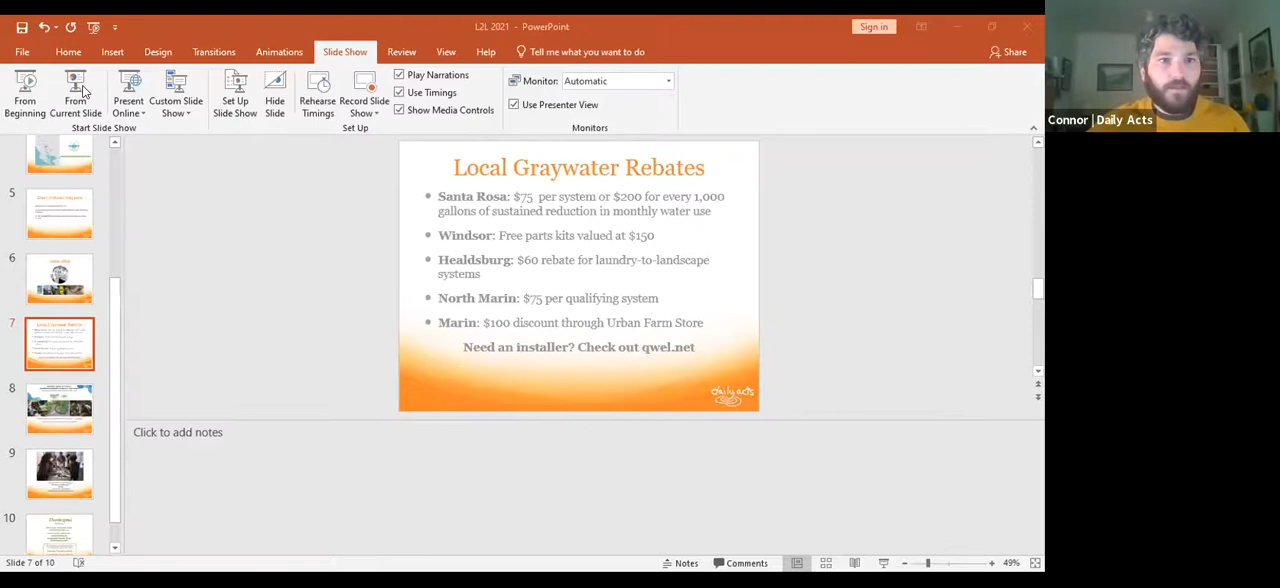 L2L 2021 - PowerPoint
Sign in
File Home Insert Design Transitions Animations Slide Show Review View Help Tell me what you want to do Share
From Beginning
From Current Slide
Present Online
Custom Slide Show
Set Up Slide Show
Hide Slide
Rehearse Timings
Record Slide Show
Play Narrations
Use Timings
Show Media Controls
Monitor: Automatic
Use Presenter View
Start Slide Show
Set Up
Monitors
Connor | Daily Acts
5
6
7
8
9
10
Local Graywater Rebates
Santa Rosa: $75 per system or $200 for every 1,000
gallons of sustained reduction in monthly water use
Windsor: Free parts kits valued at $150
Healdsburg: $60 rebate for laundry-to-landscape
systems
North Marin: $75 per qualifying system
Marin: $100 discount through Urban Farm Store
Need an installer? Check out qwel.net
daily acts
Click to add notes
Slide 7 of 10
Notes
Comments
49%